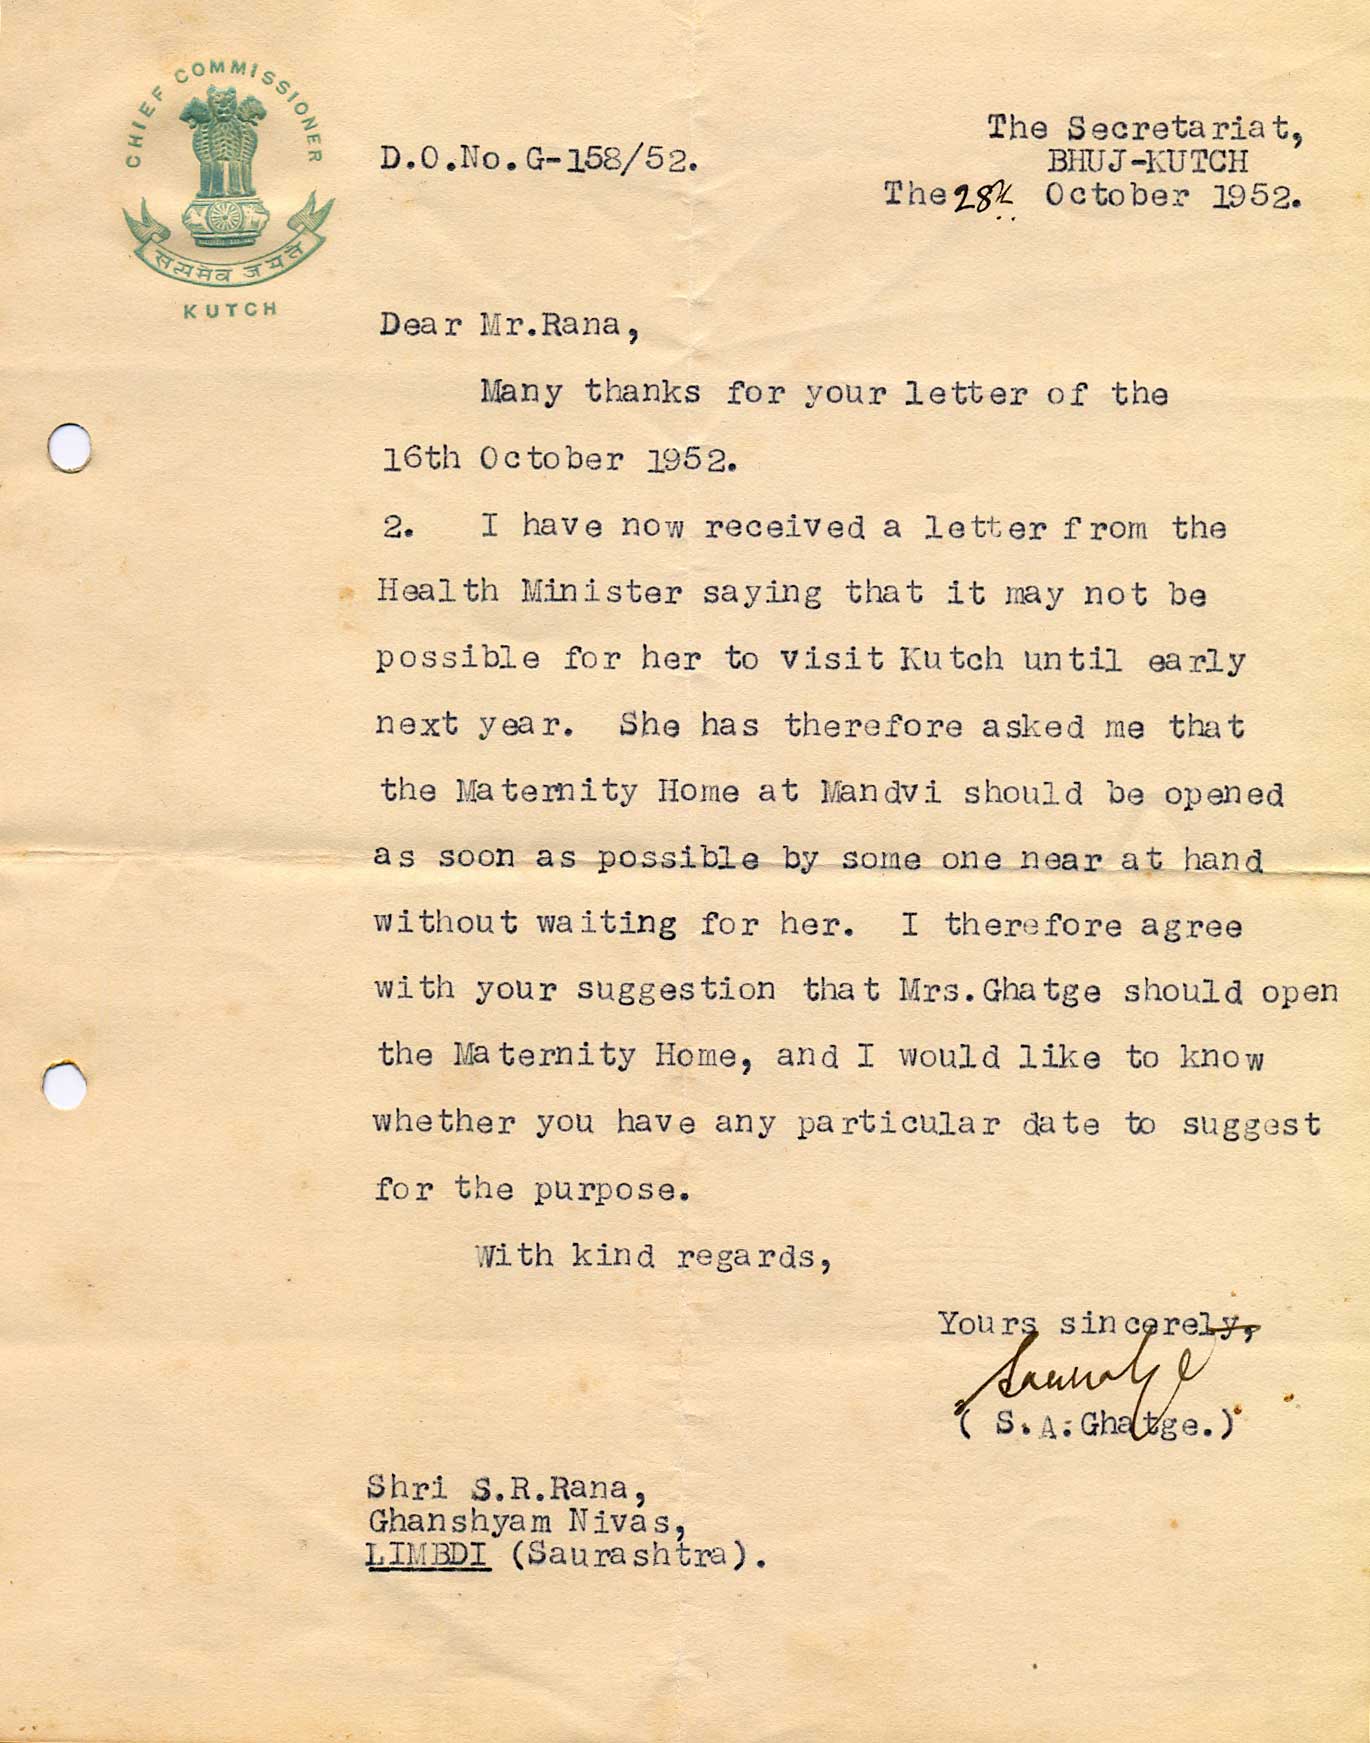 CHIEF COMMISSIONER
सत्यमेव जयते
KUTCH
D.O.No.G-158/52.
The Secretariat,
BHUJ-KUTCH
The 28th October 1952.
Dear Mr.Rana,
Many thanks for your letter of the
16th October 1952.
2. I have now received a letter from the
Health Minister saying that it may not be
possible for her to visit Kutch until early
next year. She has therefore asked me that
the Maternity Home at Mandvi should be opened
as soon as possible by some one near at hand
without waiting for her. I therefore agree
with your suggestion that Mrs.Ghatge should open
the Maternity Home, and I would like to know
whether you have any particular date to suggest
for the purpose.
With kind regards,
Yours sincerely,
( S.A.Ghatge.)
Shri S.R.Rana,
Ghanshyam Nivas,
LIMBDI (Saurashtra).